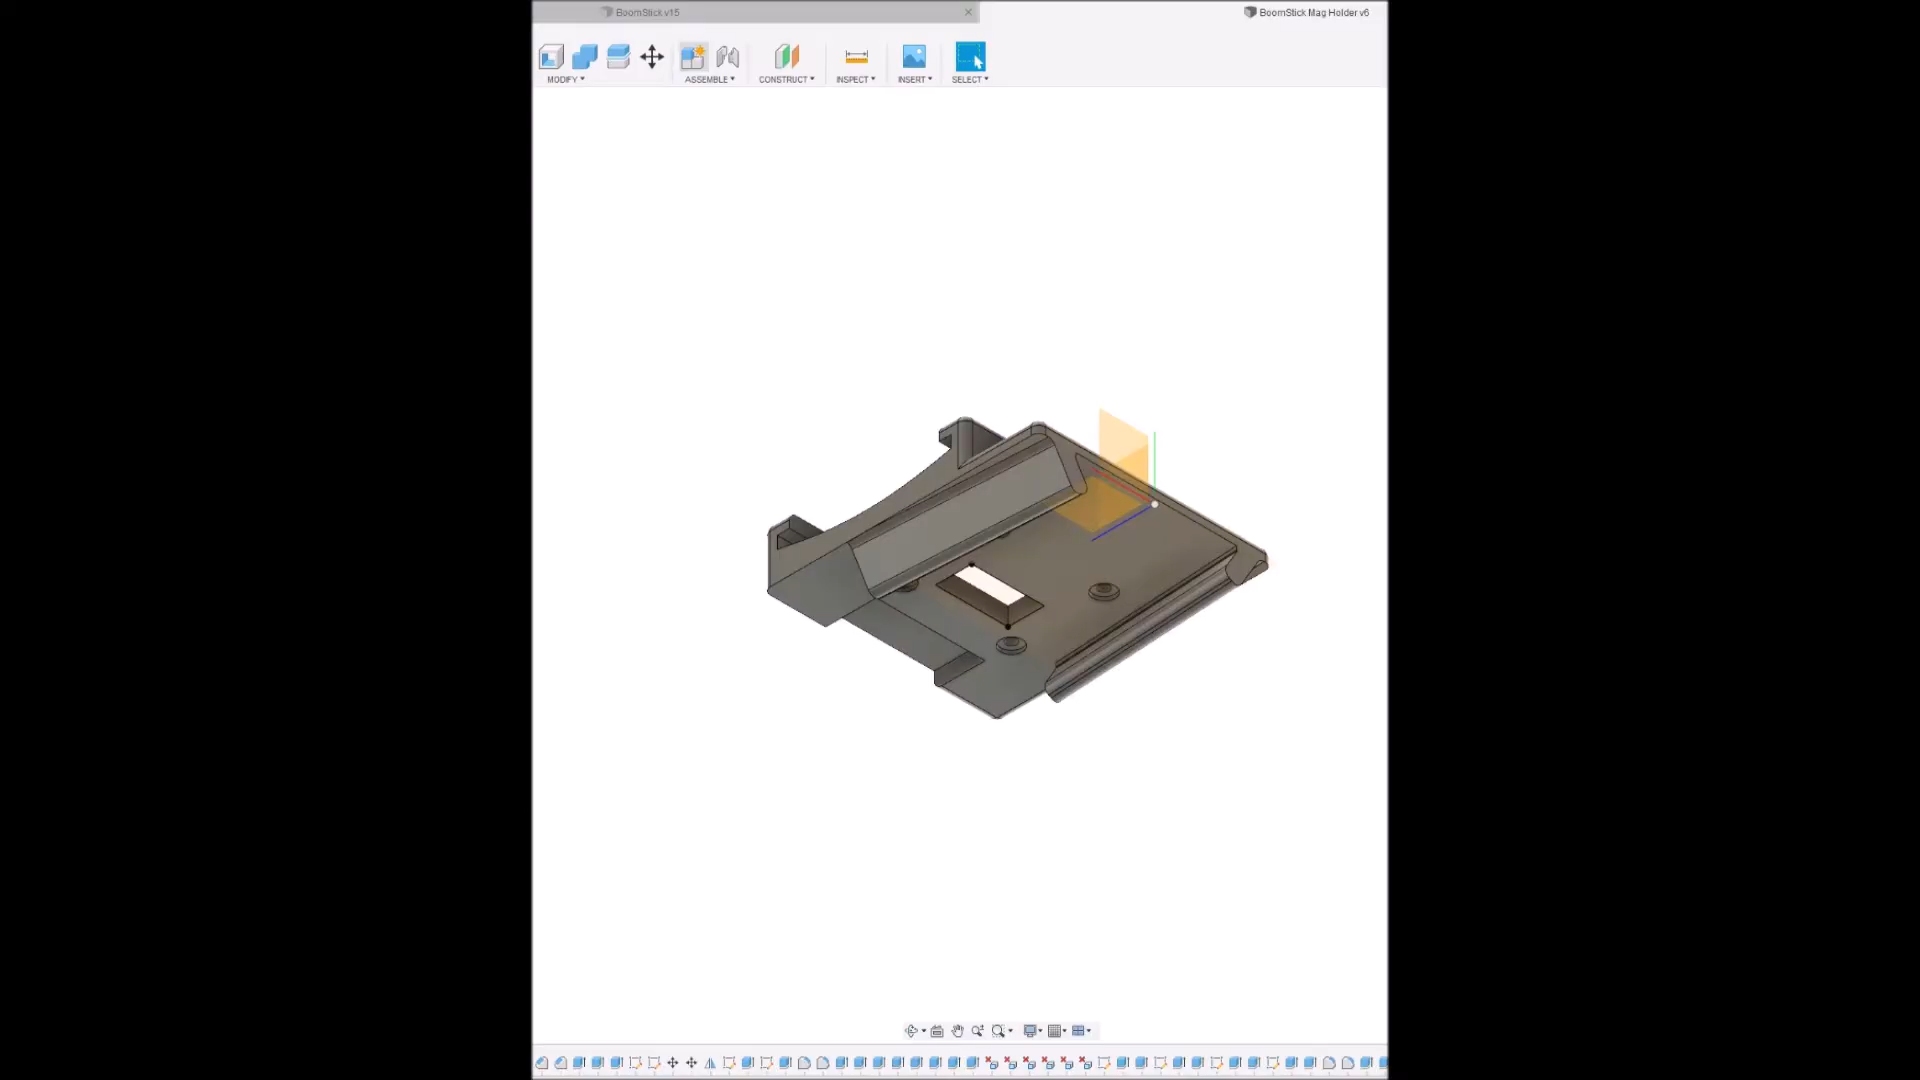 BoomStick v15
BoomStick Mag Holder v6
MODIFY
ASSEMBLE
CONSTRUCT
INSPECT
INSERT
SELECT